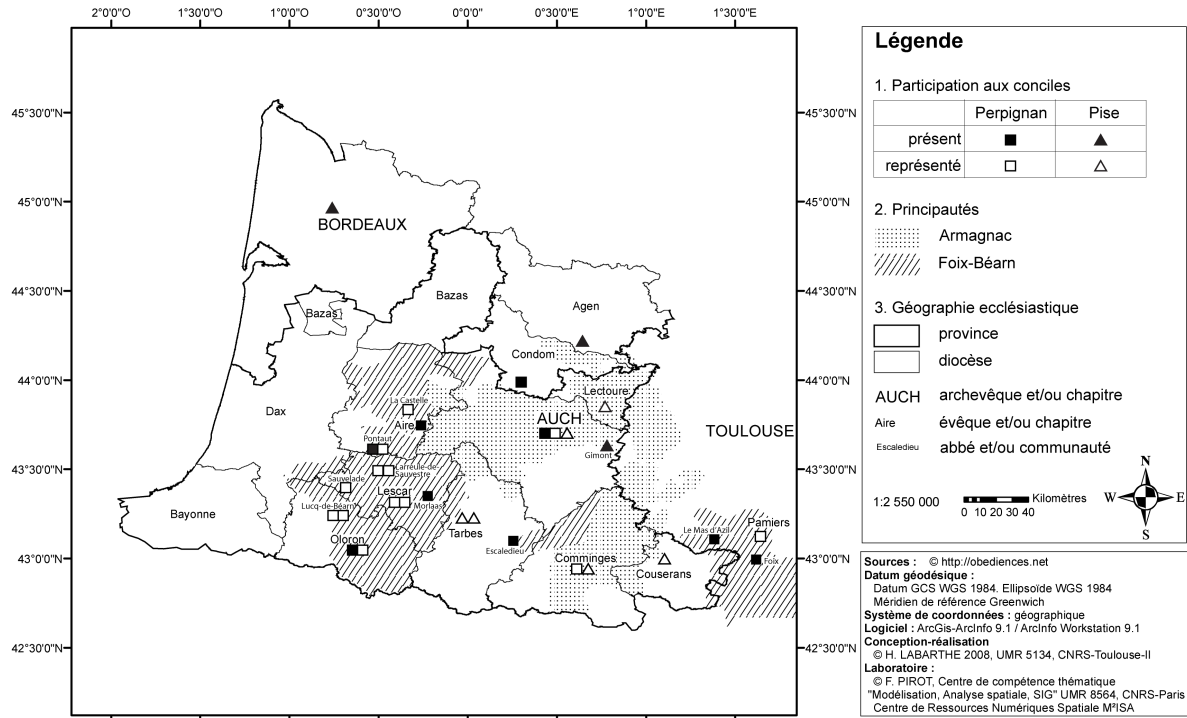 2°0'0"O 1°30'0"O 1°0'0"O 0°30'0"O 0°0'0" 0°30'0"E 1°0'0"E 1°30'0"E
45°30'0"N 45°30'0"N
45°0'0"N 45°0'0"N
44°30'0"N 44°30'0"N
44°0'0"N 44°0'0"N
43°30'0"N 43°30'0"N
43°0'0"N 43°0'0"N
42°30'0"N 42°30'0"N
BORDEAUX
Bazas
Bazas
Agen
Condom
Lectoure
Dax
La Castelle
Aire
AUCH
TOULOUSE
Pontaut
Gimont
Larreule-de-
Sauvestre
Sauvelade
Lescar
Morlaas
Lucq-de-Béarn
Bayonne
Oloron
Tarbes
Escaledieu
Le Mas d'Azil
Pamiers
Foix
Comminges
Couserans
Légende
1. Participation aux conciles
Perpignan Pise
présent
représenté
2. Principautés
Armagnac
Foix-Béarn
3. Géographie ecclésiastique
province
diocèse
AUCH archevêque et/ou chapitre
Aire évêque et/ou chapitre
Escaledieu abbé et/ou communauté
N
W E
S
1:2 550 000 Kilomètres
0 10 20 30 40
Sources : © http://obediences.net
Datum géodésique :
Datum GCS WGS 1984. Ellipsoïde WGS 1984
Méridien de référence Greenwich
Système de coordonnées : géographique
Logiciel : ArcGis-ArcInfo 9.1 / ArcInfo Workstation 9.1
Conception-réalisation
© H. LABARTHE 2008, UMR 5134, CNRS-Toulouse-II
Laboratoire :
© F. PIROT, Centre de compétence thématique
"Modélisation, Analyse spatiale, SIG" UMR 8564, CNRS-Paris
Centre de Ressources Numériques Spatiale M²ISA